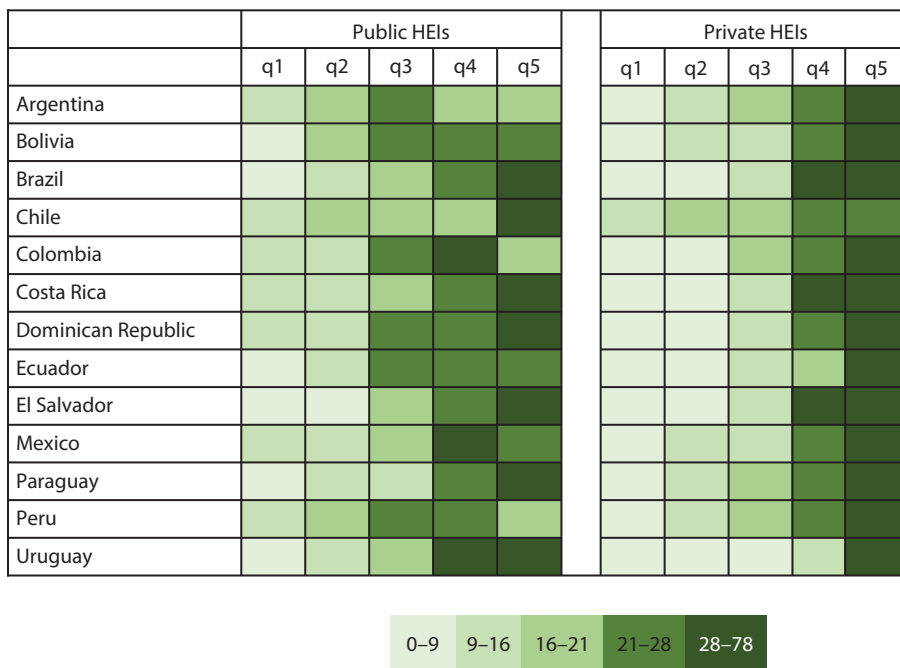 Public HEIs Private HEIs
q1 q2 q3 q4 q5 q1 q2 q3 q4 q5
Argentina
Bolivia
Brazil
Chile
Colombia
Costa Rica
Dominican Republic
Ecuador
El Salvador
Mexico
Paraguay
Peru
Uruguay
0–9 9–16 16–21 21–28 28–78